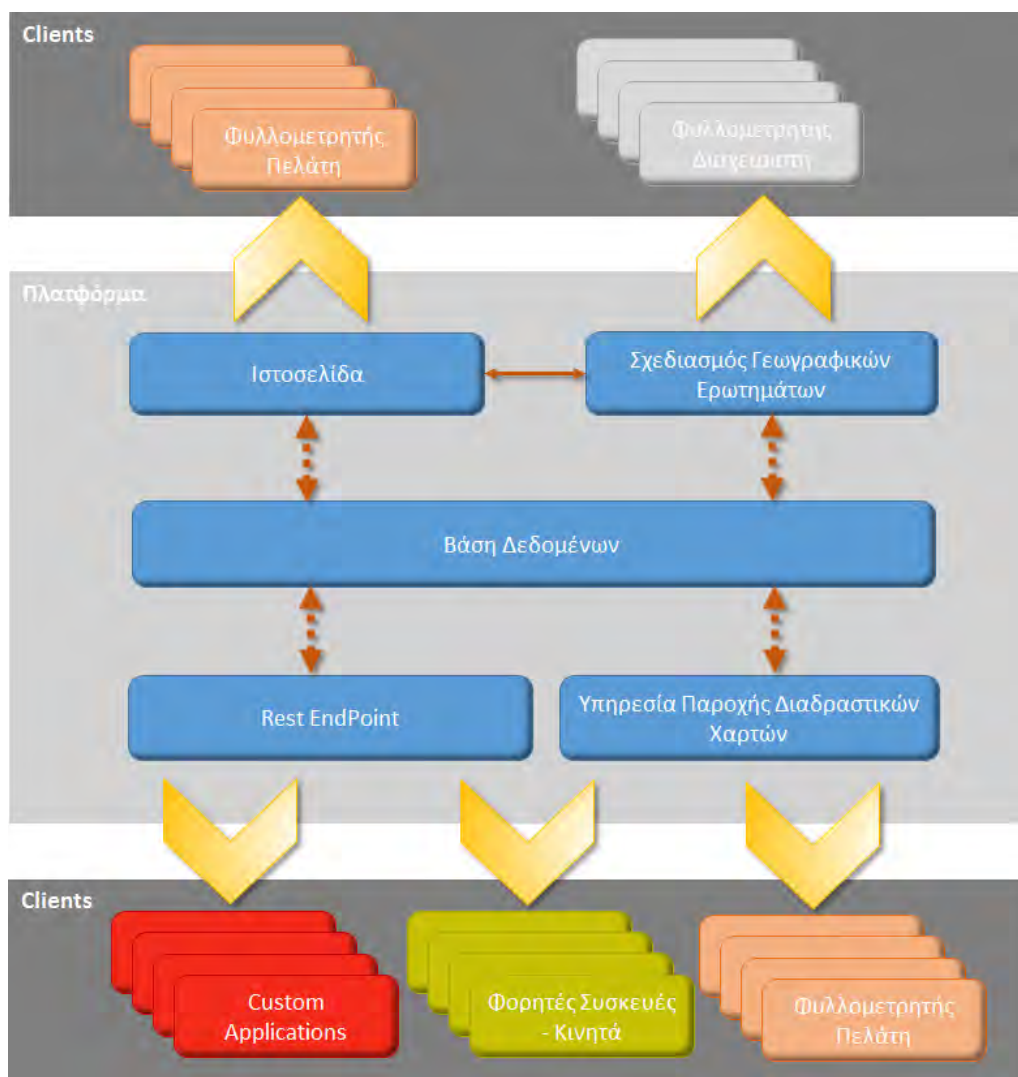 Clients
Φυλλομετρητής
Πελάτη
Φυλλομετρητής
Διαχειριστή
Πλατφόρμα
Ιστοσελίδα
Σχεδιασμός Γεωγραφικών
Ερωτημάτων
Βάση Δεδομένων
Rest EndPoint
Υπηρεσία Παροχής Διαδραστικών
Χαρτών
Clients
Custom
Applications
Φορητές Συσκευές
- Κινητά
Φυλλομετρητής
Πελάτη